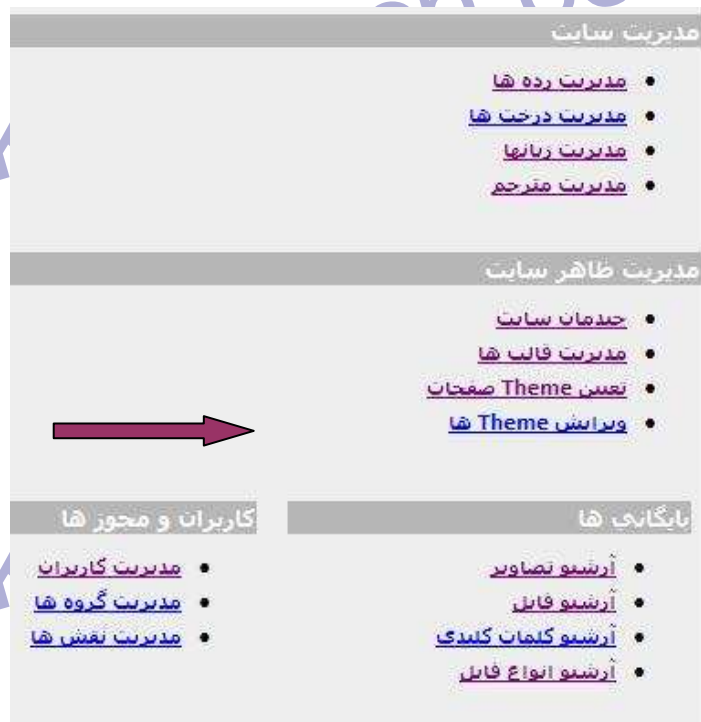 مدیریت سایت
مدیریت رده ها
مدیریت درخت ها
مدیریت زبانها
مدیریت مترجم
مدیریت ظاهر سایت
چیدمان سایت
مدیریت قالب ها
تعیین Theme صفحات
ویرایش Theme ها
بایگانی ها
آرشیو تصاویر
آرشیو فایل
آرشیو کلمات کلیدی
آرشیو انواع فایل
کاربران و مجوز ها
مدیریت کاربران
مدیریت گروه ها
مدیریت نقش ها